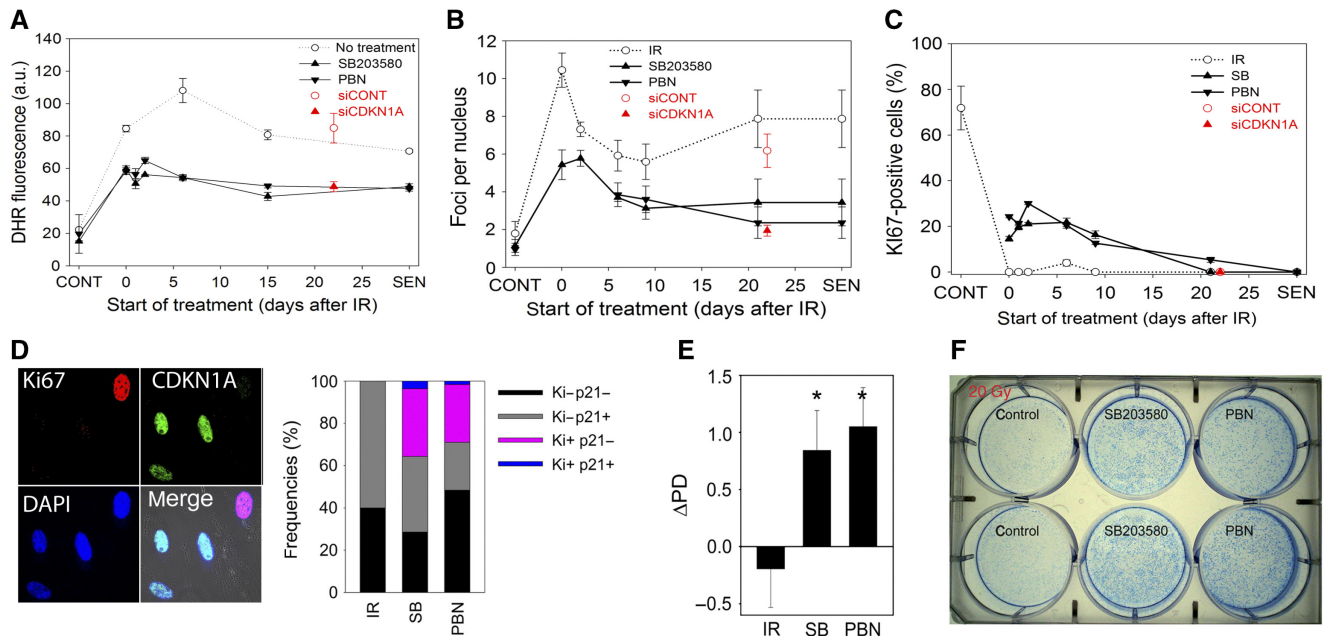 A
140
120
100
80
60
40
20
0
DHR fluorescence (a.u.)
No treatment
SB203580
PBN
siCONT
siCDKN1A
CONT 0 5 10 15 20 25 SEN
Start of treatment (days after IR)
B
12
10
8
6
4
2
0
Foci per nucleus
IR
SB203580
PBN
siCONT
siCDKN1A
CONT 0 5 10 15 20 25 SEN
Start of treatment (days after IR)
C
100
80
60
40
20
0
KI67-positive cells (%)
IR
SB
PBN
siCONT
siCDKN1A
CONT 0 5 10 15 20 25 SEN
Start of treatment (days after IR)
D
Ki67
CDKN1A
DAPI
Merge
100
80
60
40
20
0
Frequencies (%)
IR SB PBN
Ki–p21–
Ki–p21+
Ki+ p21–
Ki+ p21+
E
1.5
1.0
0.5
0.0
–0.5
ΔPD
* *
IR SB PBN
F
20 Gy
Control SB203580 PBN
Control SB203580 PBN